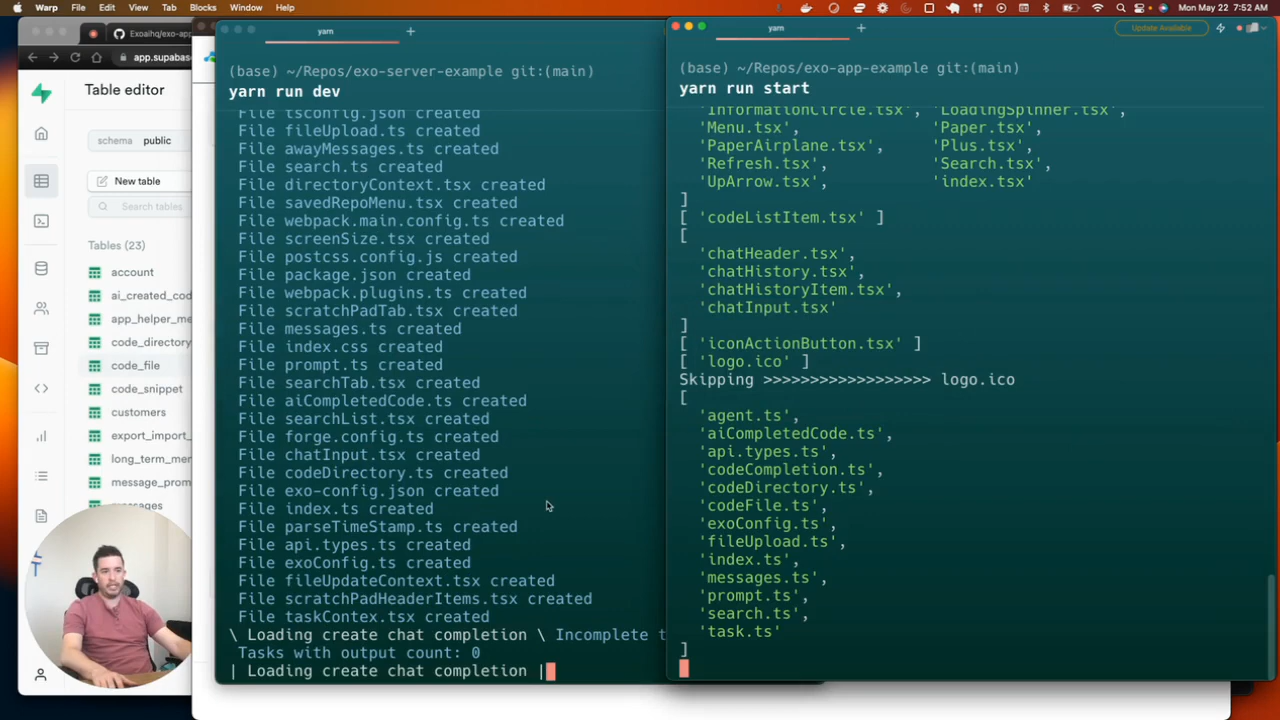 Warp File Edit View Tab Blocks Window Help
Mon May 22 7:52 AM
Exoaihq/exo-app
app.supabas
Table editor
schema public
New table
Search tables
Tables (23)
account
ai_created_cod
app_helper_me
code_directory
code_file
code_snippet
customers
export_import_
long_term_mem
message_promp
messages
yarn
(base) ~/Repos/exo-server-example git:(main)
yarn run dev
File tsconfig.json created
File fileUpload.ts created
File awayMessages.ts created
File search.ts created
File directoryContext.tsx created
File savedRepoMenu.tsx created
File webpack.main.config.ts created
File screenSize.tsx created
File postcss.config.js created
File package.json created
File webpack.plugins.ts created
File scratchPadTab.tsx created
File messages.ts created
File index.css created
File prompt.ts created
File searchTab.tsx created
File aiCompletedCode.ts created
File searchList.tsx created
File forge.config.ts created
File chatInput.tsx created
File codeDirectory.ts created
File exo-config.json created
File index.ts created
File parseTimeStamp.ts created
File api.types.ts created
File exoConfig.ts created
File fileUpdateContext.tsx created
File scratchPadHeaderItems.tsx created
File taskContex.tsx created
\ Loading create chat completion \ Incomplete t
Tasks with output count: 0
| Loading create chat completion |
yarn
Update Available
(base) ~/Repos/exo-app-example git:(main)
yarn run start
'InformationCircle.tsx', 'LoadingSpinner.tsx',
'Menu.tsx', 'Paper.tsx',
'PaperAirplane.tsx', 'Plus.tsx',
'Refresh.tsx', 'Search.tsx',
'UpArrow.tsx', 'index.tsx'
]
[ 'codeListItem.tsx' ]
[
'chatHeader.tsx',
'chatHistory.tsx',
'chatHistoryItem.tsx',
'chatInput.tsx'
]
[ 'iconActionButton.tsx' ]
[ 'logo.ico' ]
Skipping >>>>>>>>>>>>>>>>>> logo.ico
[
'agent.ts',
'aiCompletedCode.ts',
'api.types.ts',
'codeCompletion.ts',
'codeDirectory.ts',
'codeFile.ts',
'exoConfig.ts',
'fileUpload.ts',
'index.ts',
'messages.ts',
'prompt.ts',
'search.ts',
'task.ts'
]